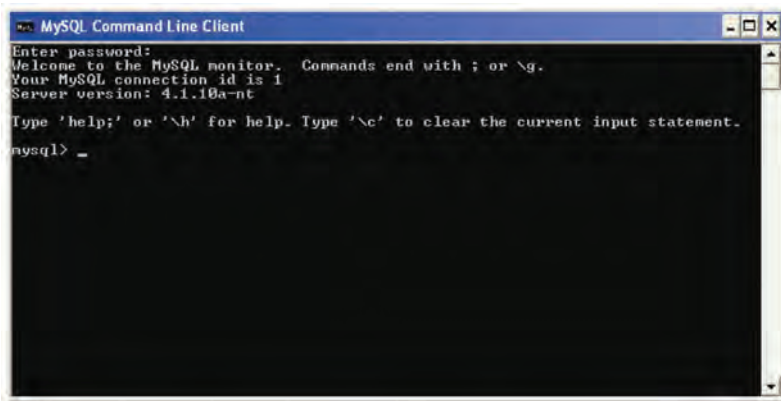 MySQL Command Line Client
Enter password:
Welcome to the MySQL monitor.  Commands end with ; or \g.
Your MySQL connection id is 1
Server version: 4.1.10a-nt
Type 'help;' or '\h' for help. Type '\c' to clear the current input statement.
mysql> _